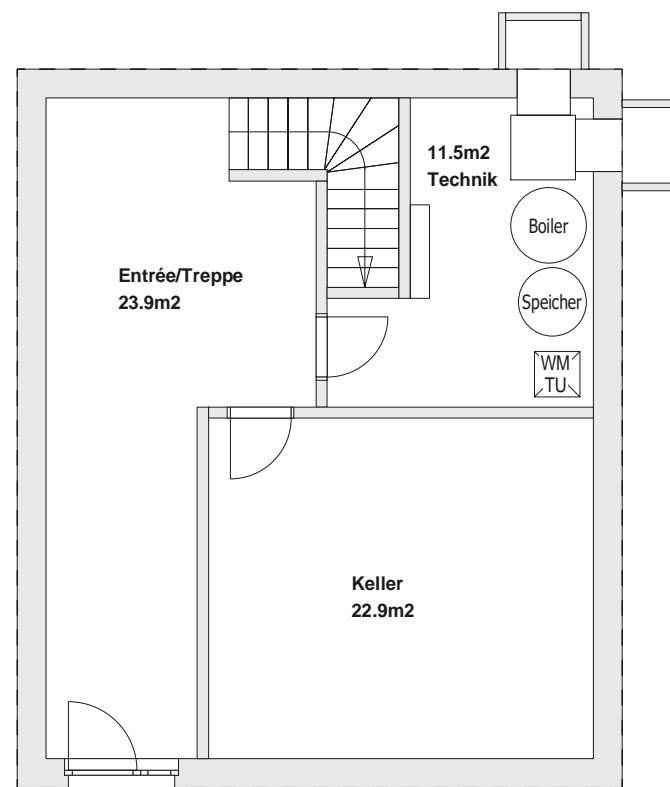 11.5m2
Technik
Boiler
Entrée/Treppe
23.9m2
Speicher
WM
TU
Keller
22.9m2